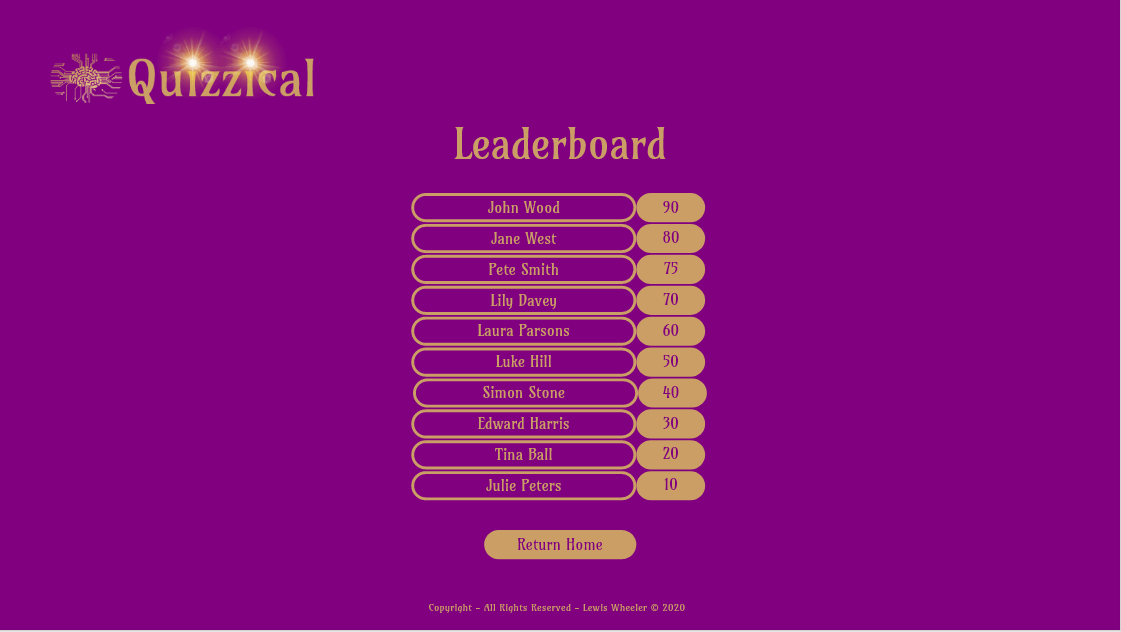 Quizzical
Leaderboard
John Wood 90
Jane West 80
Pete Smith 75
Lily Davey 70
Laura Parsons 60
Luke Hill 50
Simon Stone 40
Edward Harris 30
Tina Ball 20
Julie Peters 10
Return Home
Copyright - All Rights Reserved - Lewis Wheeler © 2020